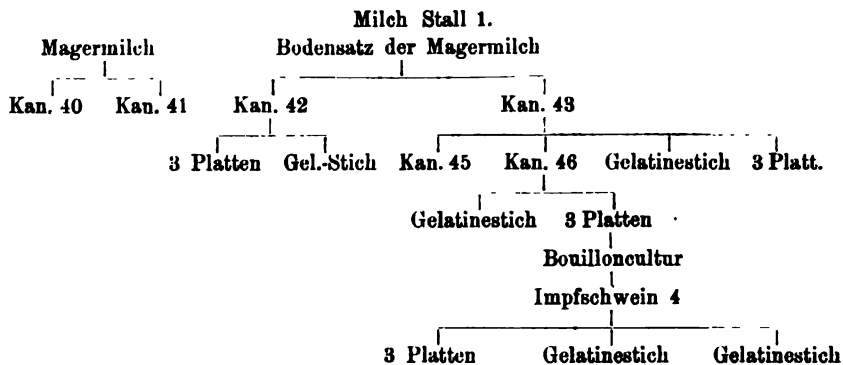 Milch Stall 1.
Magermilch Bodensatz der Magermilch
Kan. 40 Kan. 41 Kan. 42 Kan. 43
3 Platten Gel.-Stich Kan. 45 Kan. 46 Gelatinestich 3 Platt.
Gelatinestich 3 Platten
Bouilloncultur
Impfschwein 4
3 Platten Gelatinestich Gelatinestich